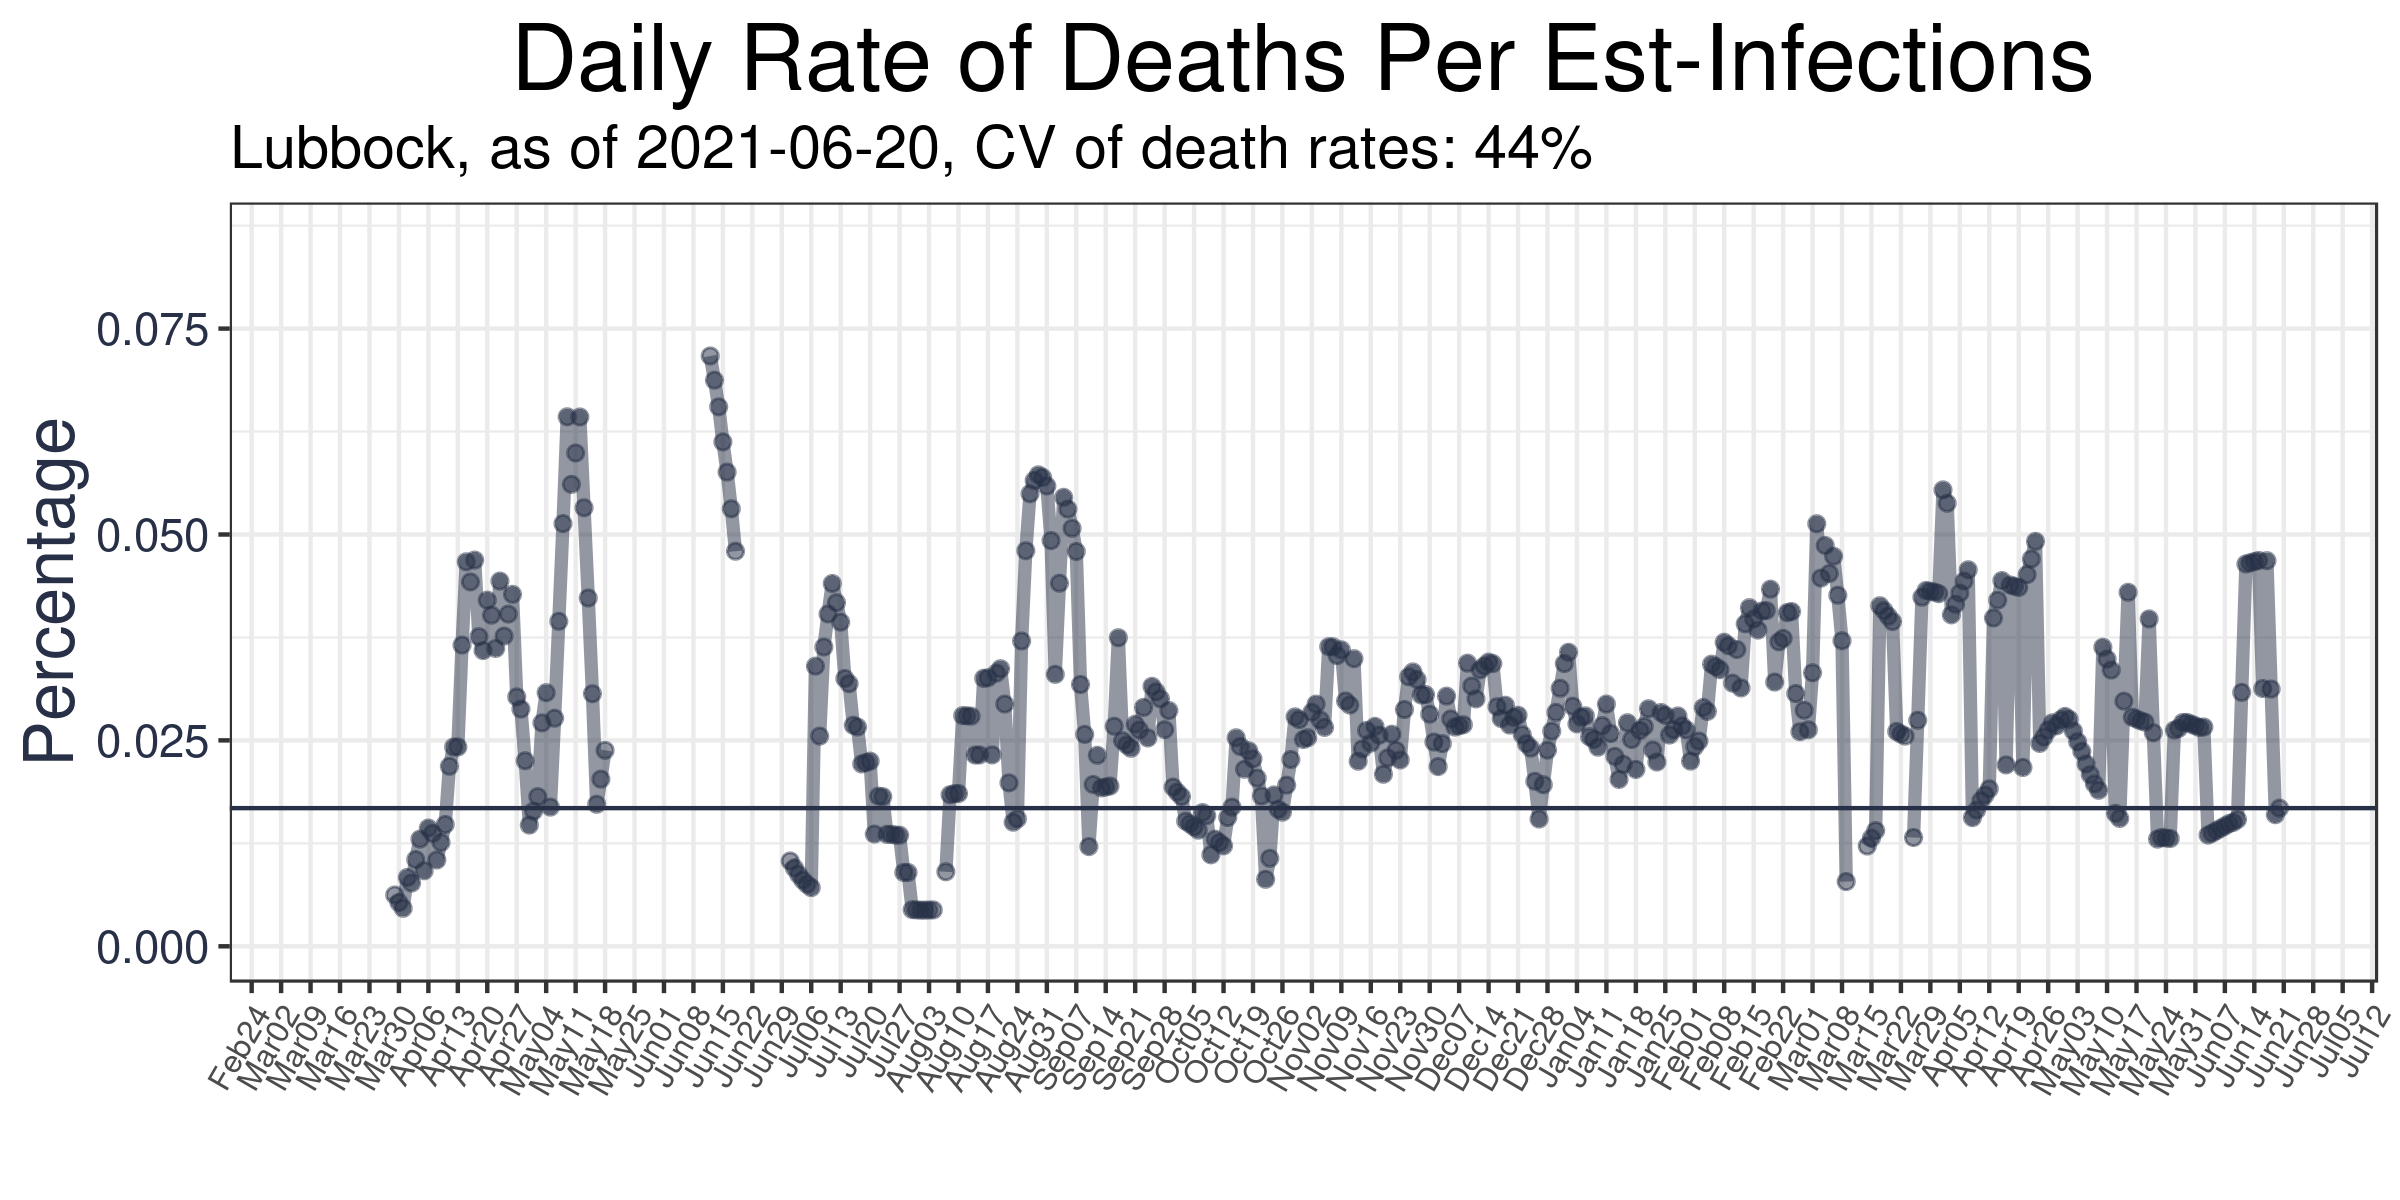 Daily Rate of Deaths Per Est-Infections
Lubbock, as of 2021-06-20, CV of death rates: 44%
Percentage
0.075
0.050
0.025
0.000
Feb24
Mar02
Mar09
Mar16
Mar23
Mar30
Apr06
Apr13
Apr20
Apr27
May04
May11
May18
May25
Jun01
Jun08
Jun15
Jun22
Jun29
Jul06
Jul13
Jul20
Jul27
Aug03
Aug10
Aug17
Aug24
Aug31
Sep07
Sep14
Sep21
Sep28
Oct05
Oct12
Oct19
Oct26
Nov02
Nov09
Nov16
Nov23
Nov30
Dec07
Dec14
Dec21
Dec28
Jan04
Jan11
Jan18
Jan25
Feb01
Feb08
Feb15
Feb22
Mar01
Mar08
Mar15
Mar22
Mar29
Apr05
Apr12
Apr19
Apr26
May03
May10
May17
May24
May31
Jun07
Jun14
Jun21
Jun28
Jul05
Jul12